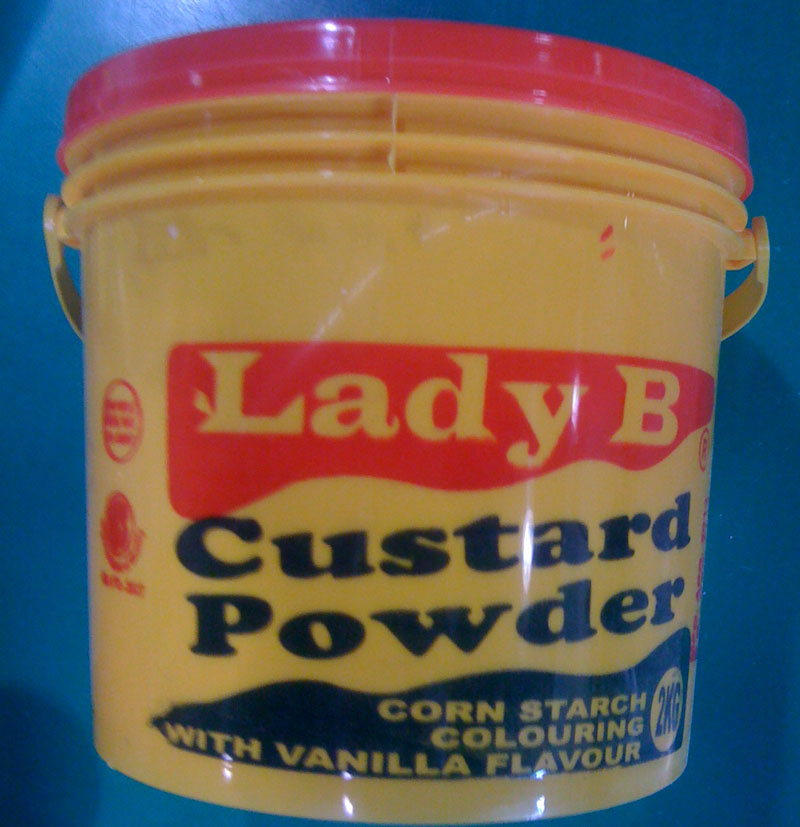 Lady B
®
Custard
Powder
CORN STARCH
COLOURING
WITH VANILLA FLAVOUR
2KG